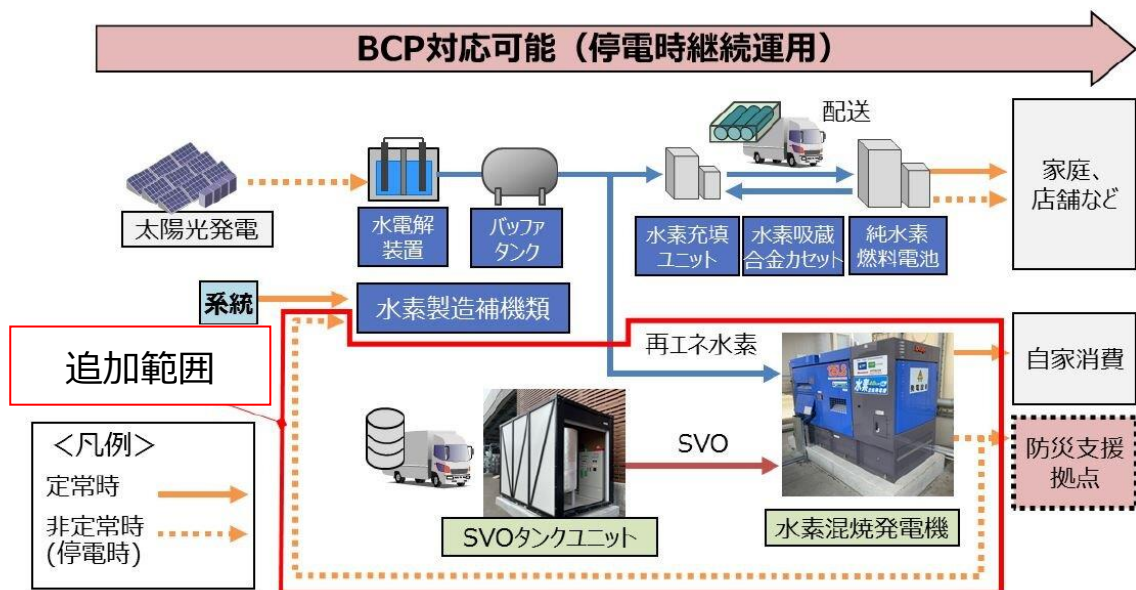 BCP対応可能（停電時継続運用）
配送
太陽光発電
水電解
装置
バッファ
タンク
水素充填
ユニット
水素吸蔵
合金カセット
純水素
燃料電池
家庭、
店舗など
系統
水素製造補機類
追加範囲
再エネ水素
自家消費
水素
SVO
防災支援
拠点
<凡例>
定常時
非定常時
(停電時)
SVOタンクユニット
水素混焼発電機